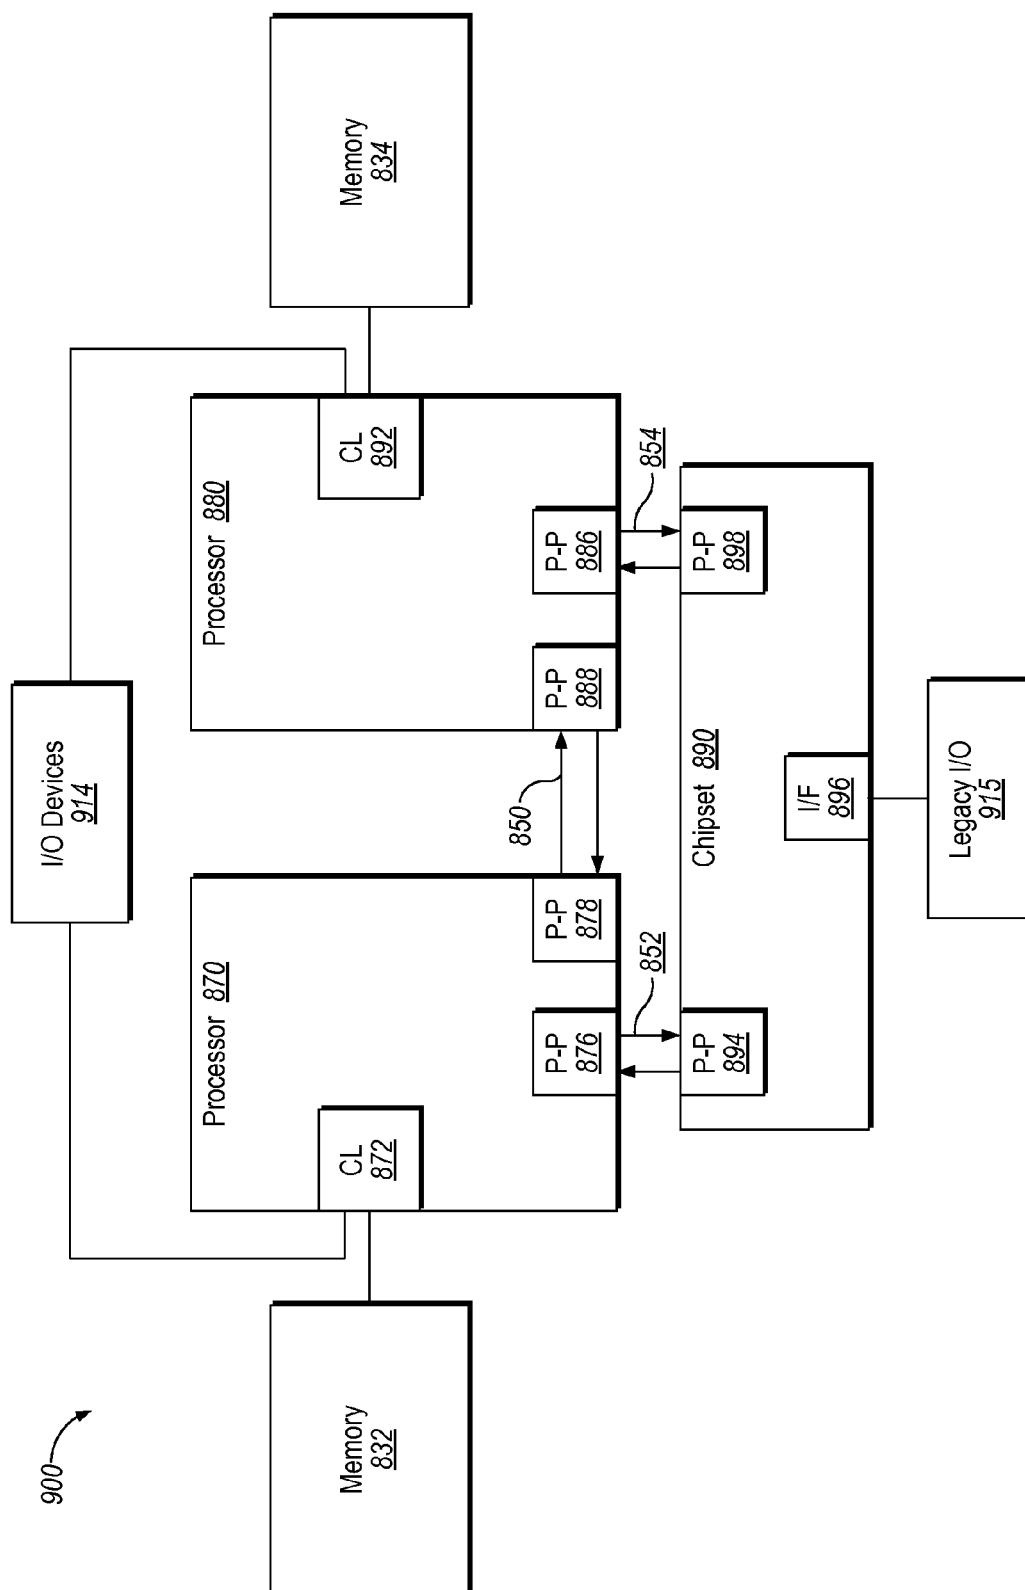 900
I/O Devices
914
Memory
832
Processor 870
CL
872
P-P
876
P-P
878
850
Processor 880
CL
892
P-P
888
P-P
886
Memory
834
852
854
Chipset 890
P-P
894
P-P
898
I/F
896
Legacy I/O
915